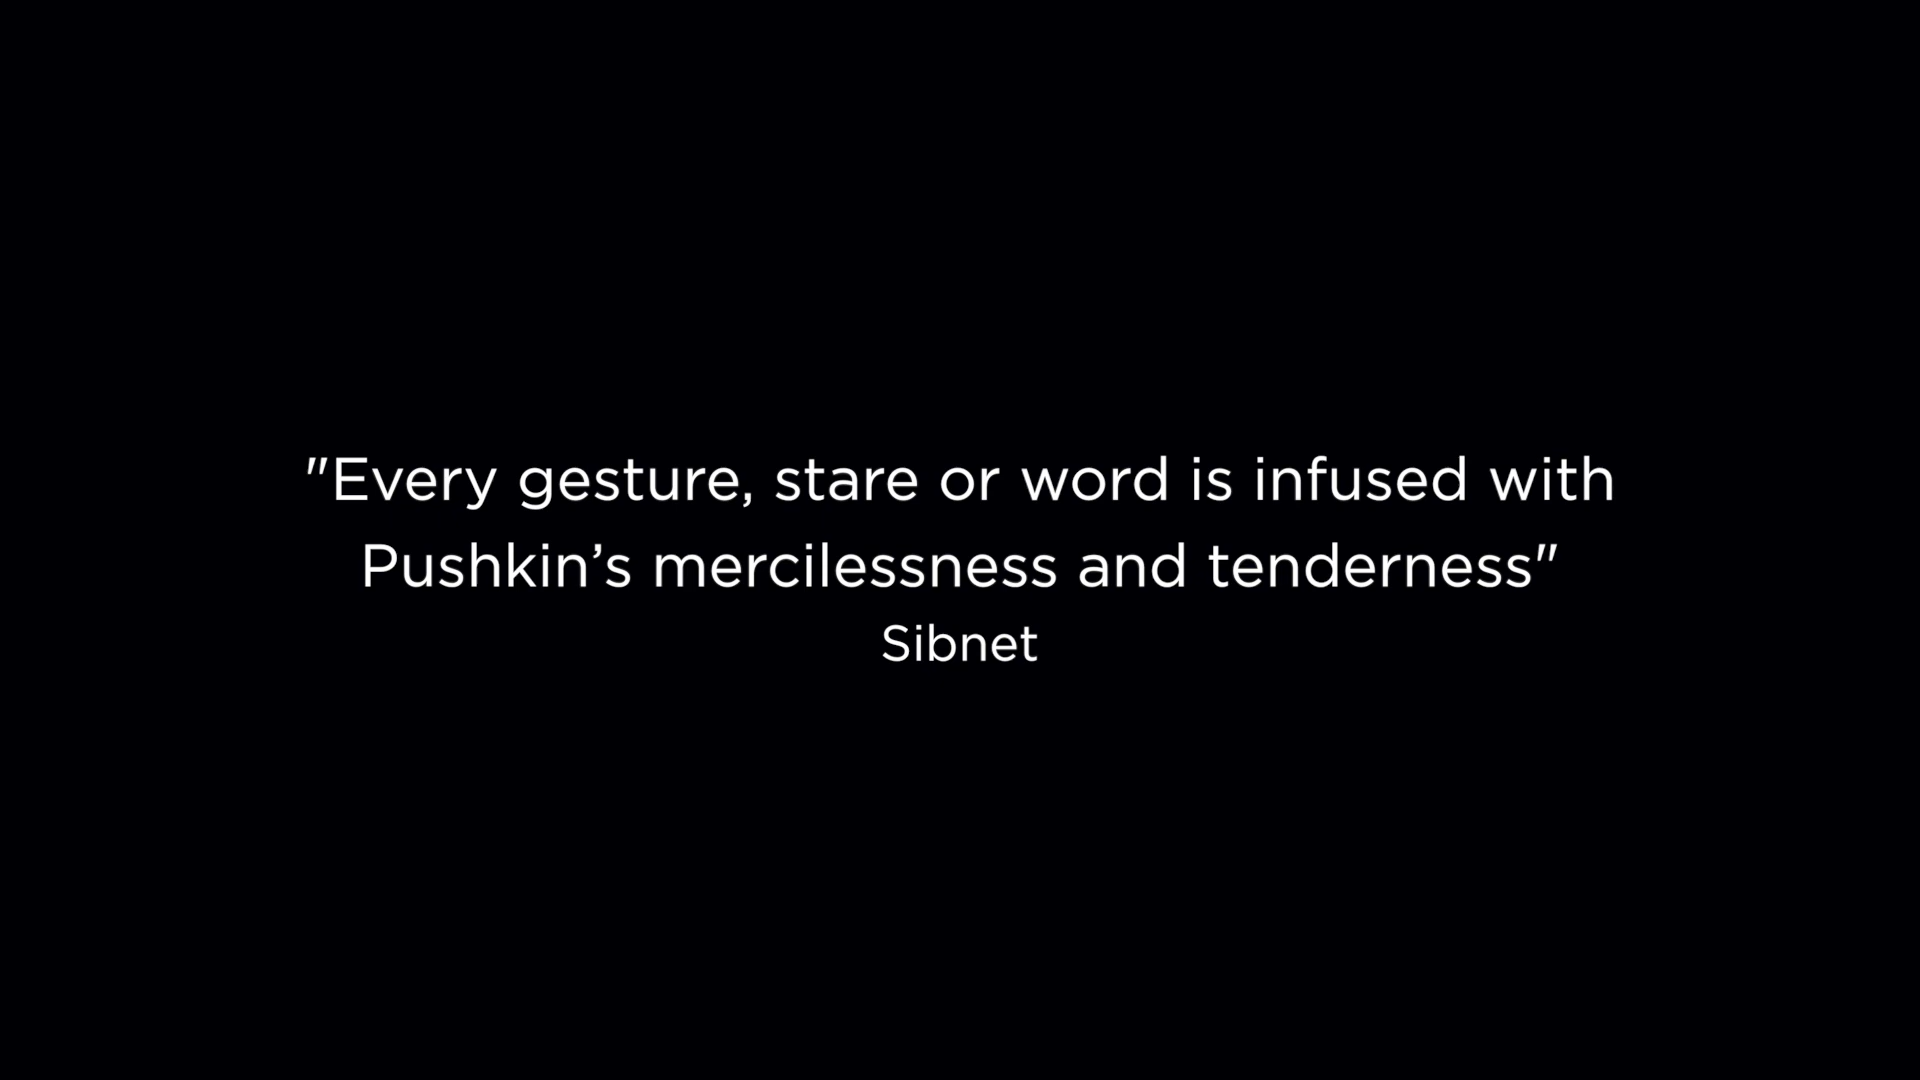 "Every gesture, stare or word is infused with
Pushkin’s mercilessness and tenderness"
Sibnet